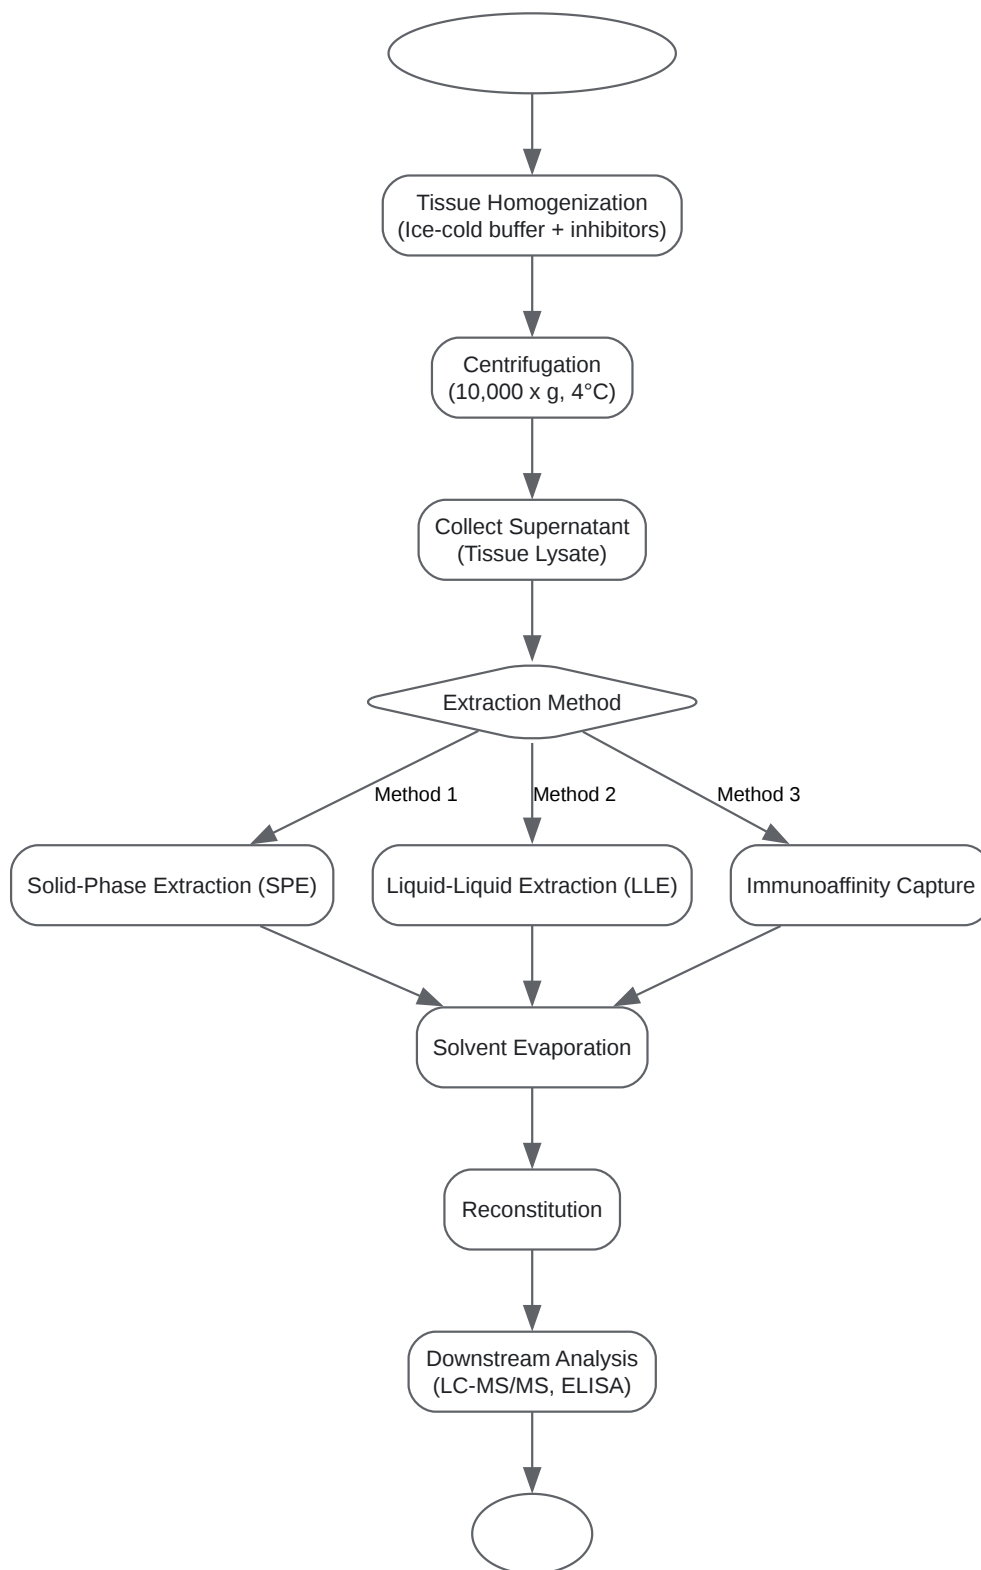 Tissue Homogenization
(Ice-cold buffer + inhibitors)
Centrifugation
(10,000 x g, 4°C)
Collect Supernatant
(Tissue Lysate)
Extraction Method
Method 1
Method 2
Method 3
Solid-Phase Extraction (SPE)
Liquid-Liquid Extraction (LLE)
Immunoaffinity Capture
Solvent Evaporation
Reconstitution
Downstream Analysis
(LC-MS/MS, ELISA)